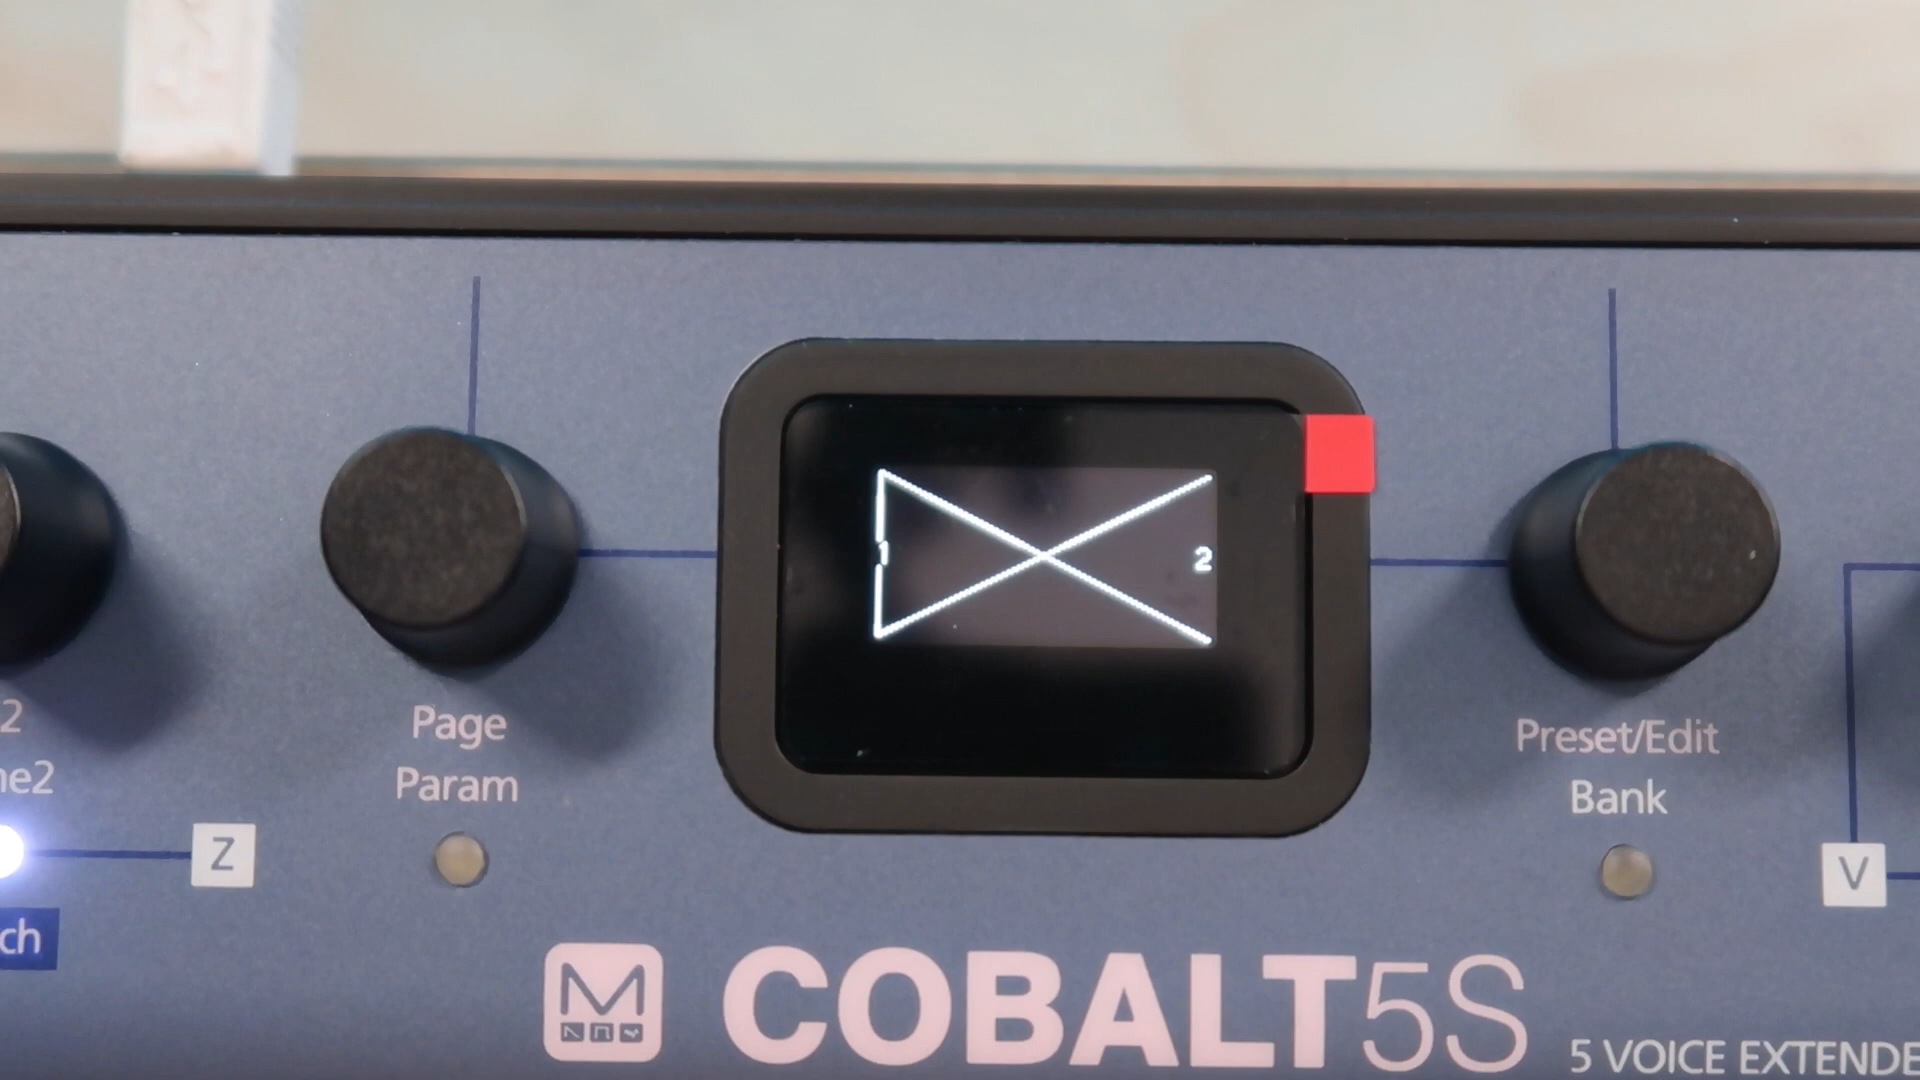 1 2
2
Page
Preset/Edit
ne2
Param
Bank
Z
V
ch
M
COBALT5S
5 VOICE EXTENDE